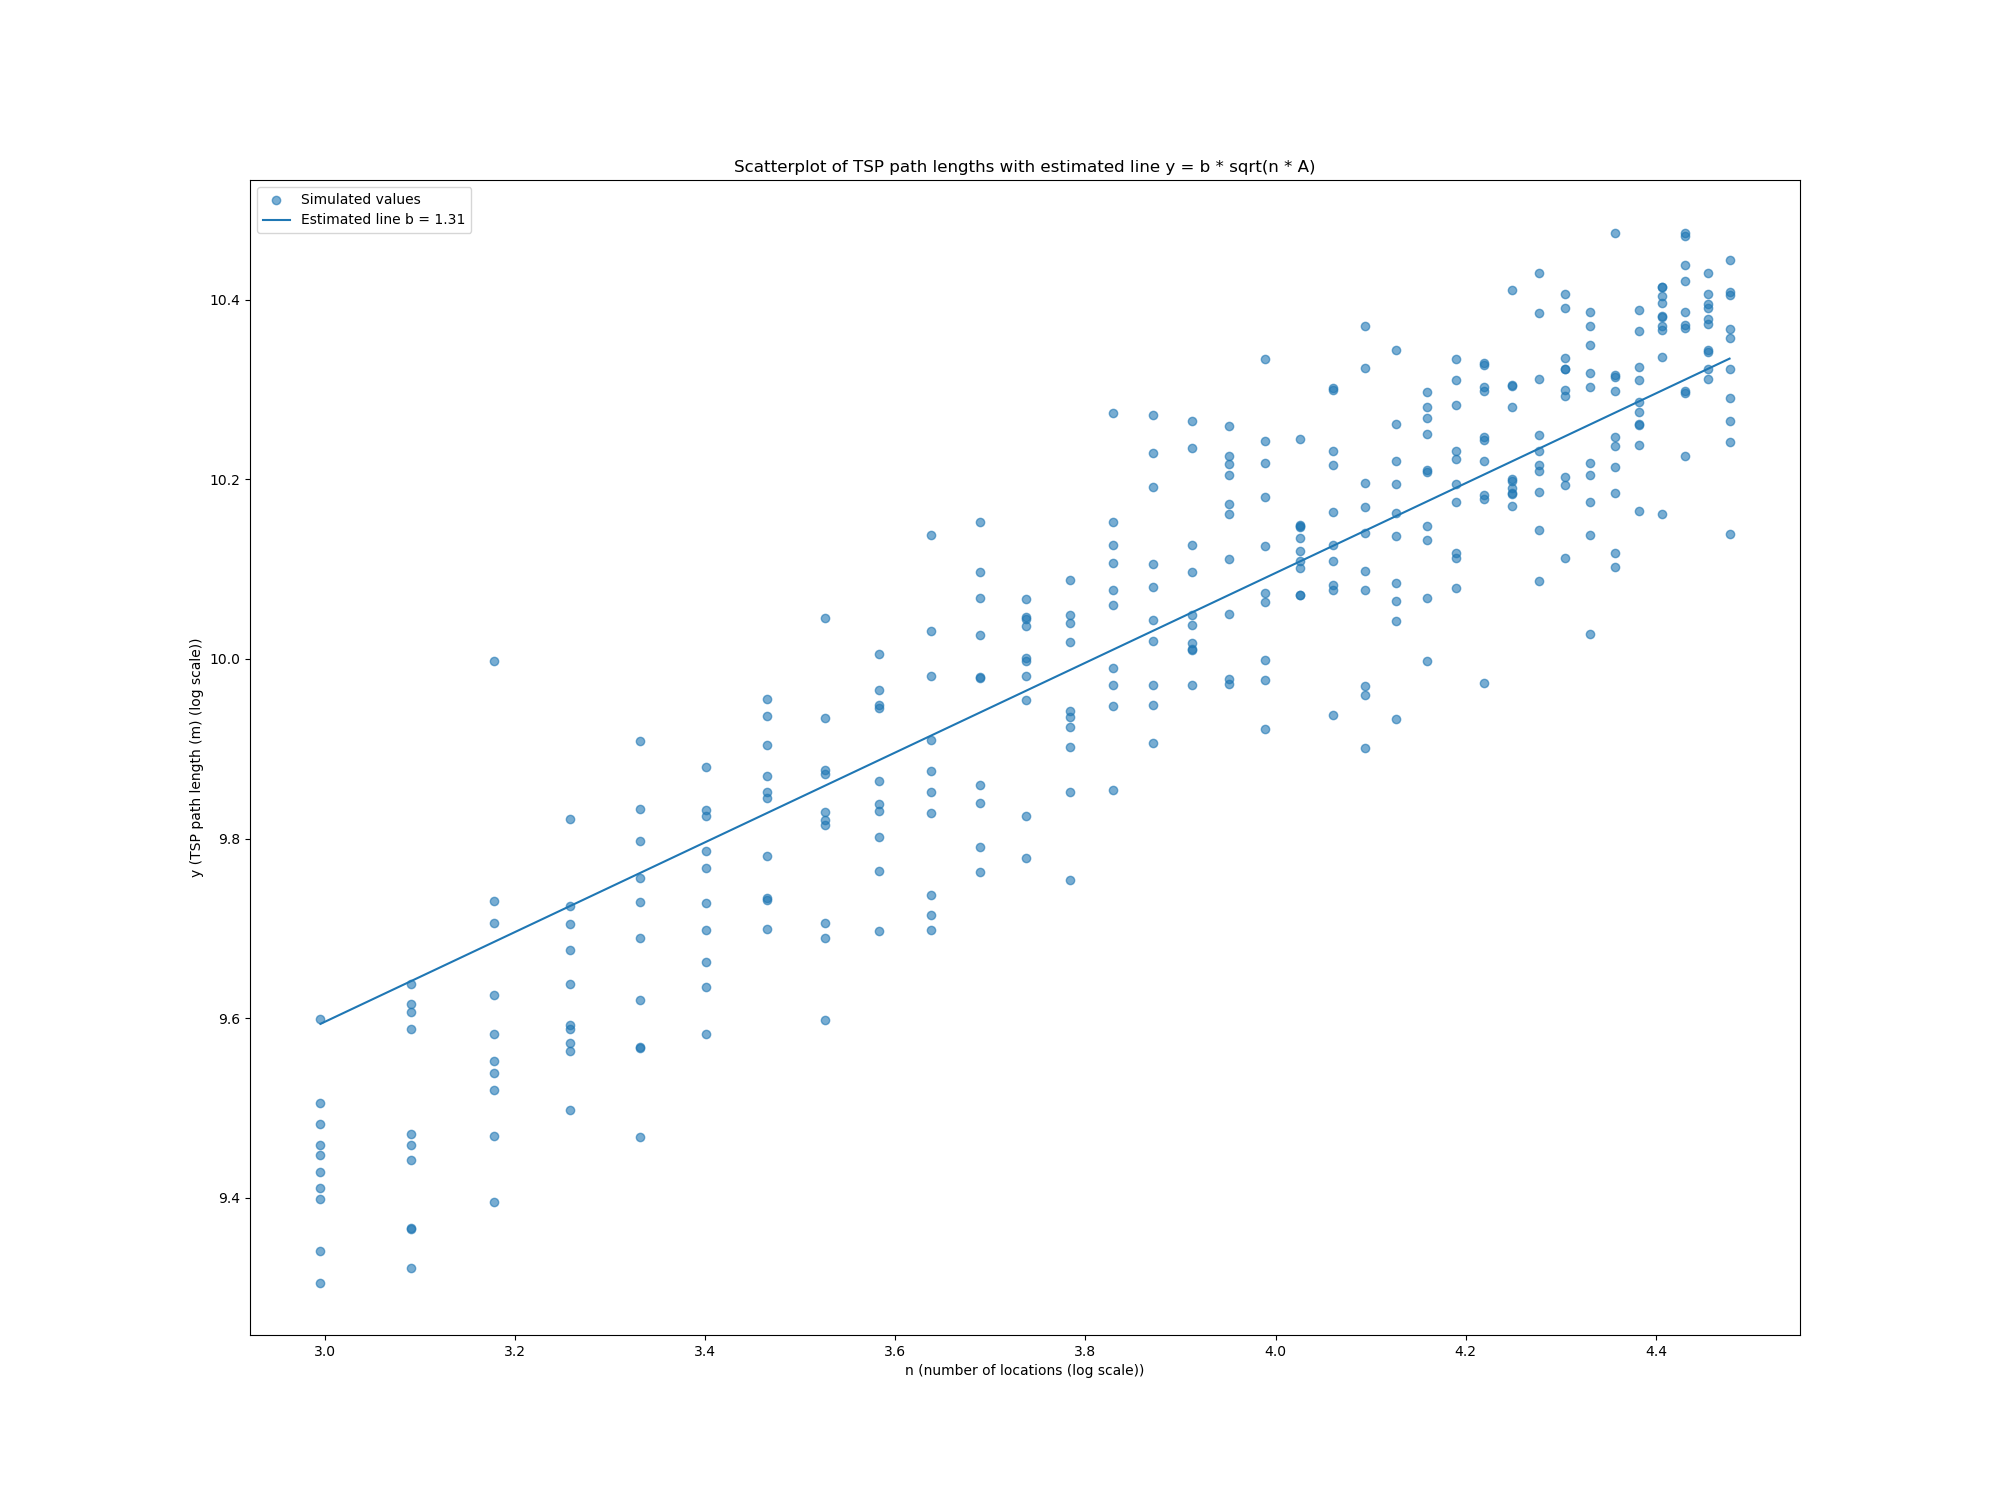 Scatterplot of TSP path lengths with estimated line y = b * sqrt(n * A)
Simulated values
Estimated line b = 1.31
10.4
10.2
10.0
9.8
9.6
9.4
y (TSP path length (m) (log scale))
3.0 3.2 3.4 3.6 3.8 4.0 4.2 4.4
n (number of locations (log scale))